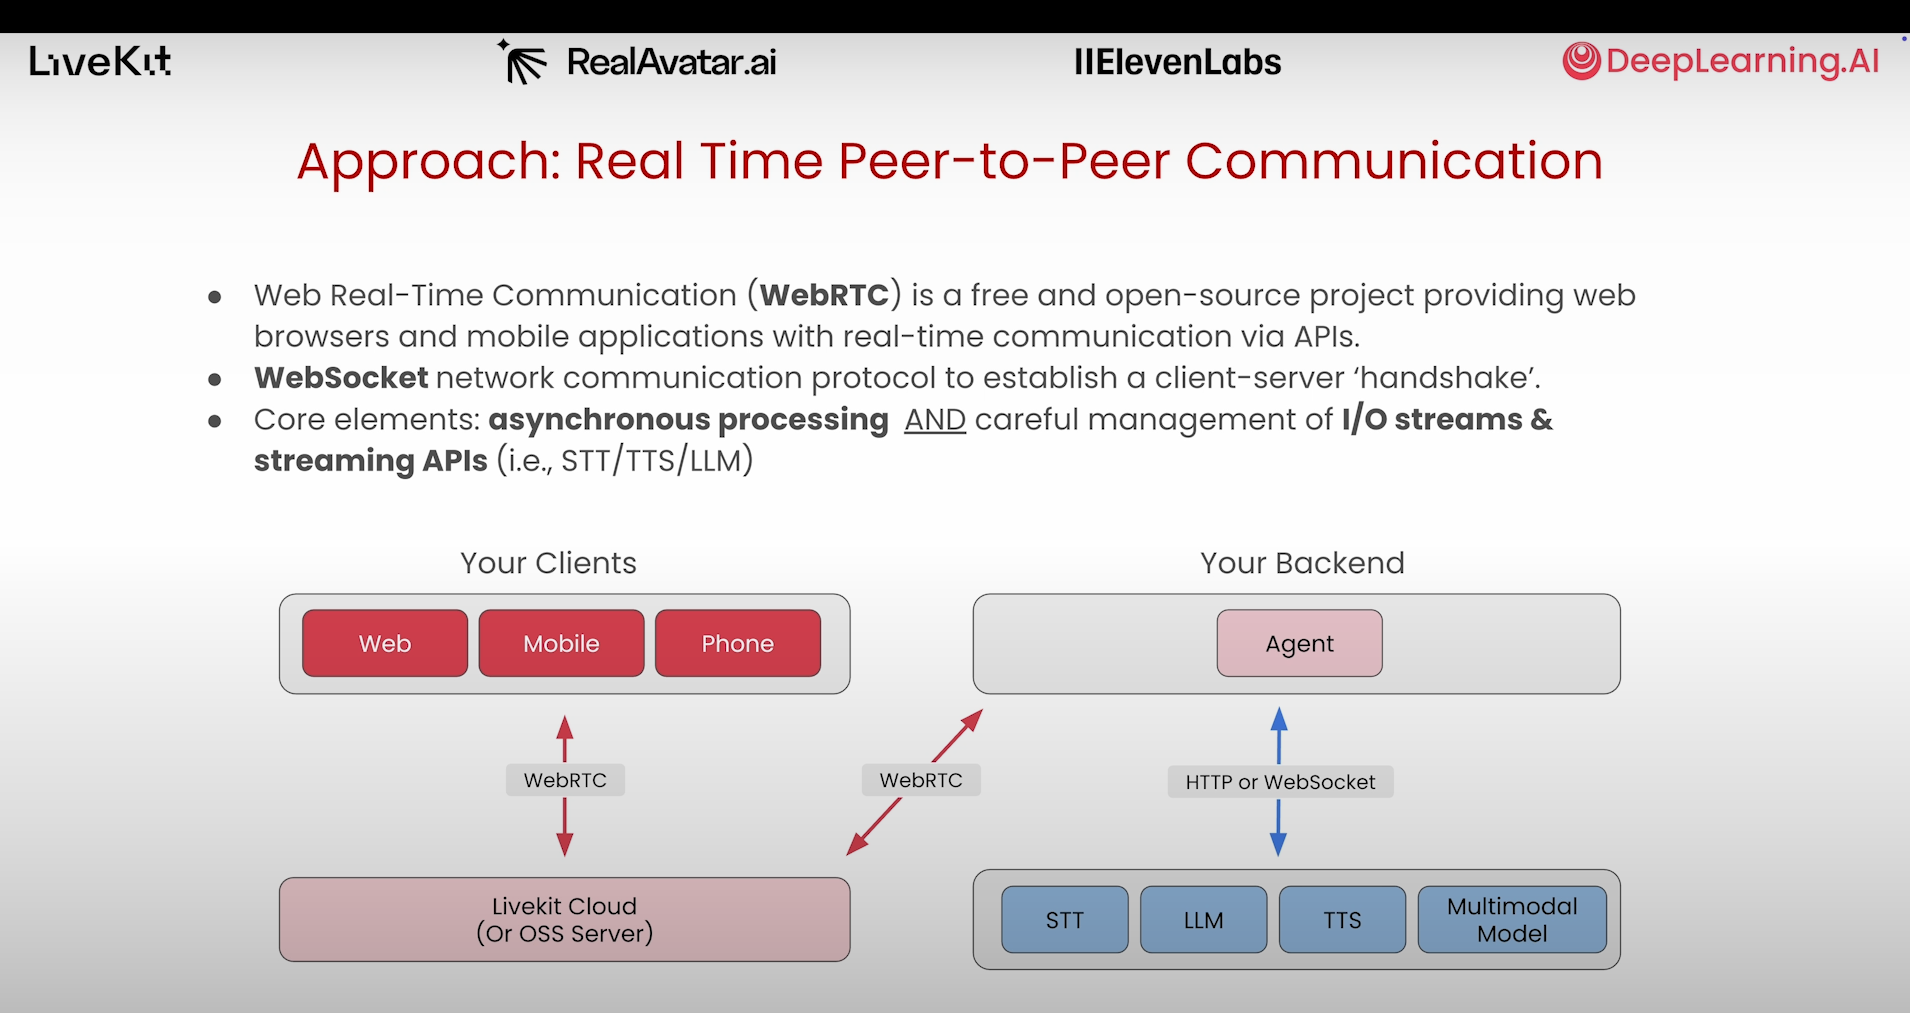 LiveKit
RealAvatar.ai
IIElevenLabs
DeepLearning.AI
Approach: Real Time Peer-to-Peer Communication
● Web Real-Time Communication (WebRTC) is a free and open-source project providing web
browsers and mobile applications with real-time communication via APIs.
● WebSocket network communication protocol to establish a client-server ‘handshake’.
● Core elements: asynchronous processing AND careful management of I/O streams &
streaming APIs (i.e., STT/TTS/LLM)
Your Clients
Web
Mobile
Phone
Your Backend
Agent
WebRTC
WebRTC
HTTP or WebSocket
Livekit Cloud
(Or OSS Server)
STT
LLM
TTS
Multimodal
Model